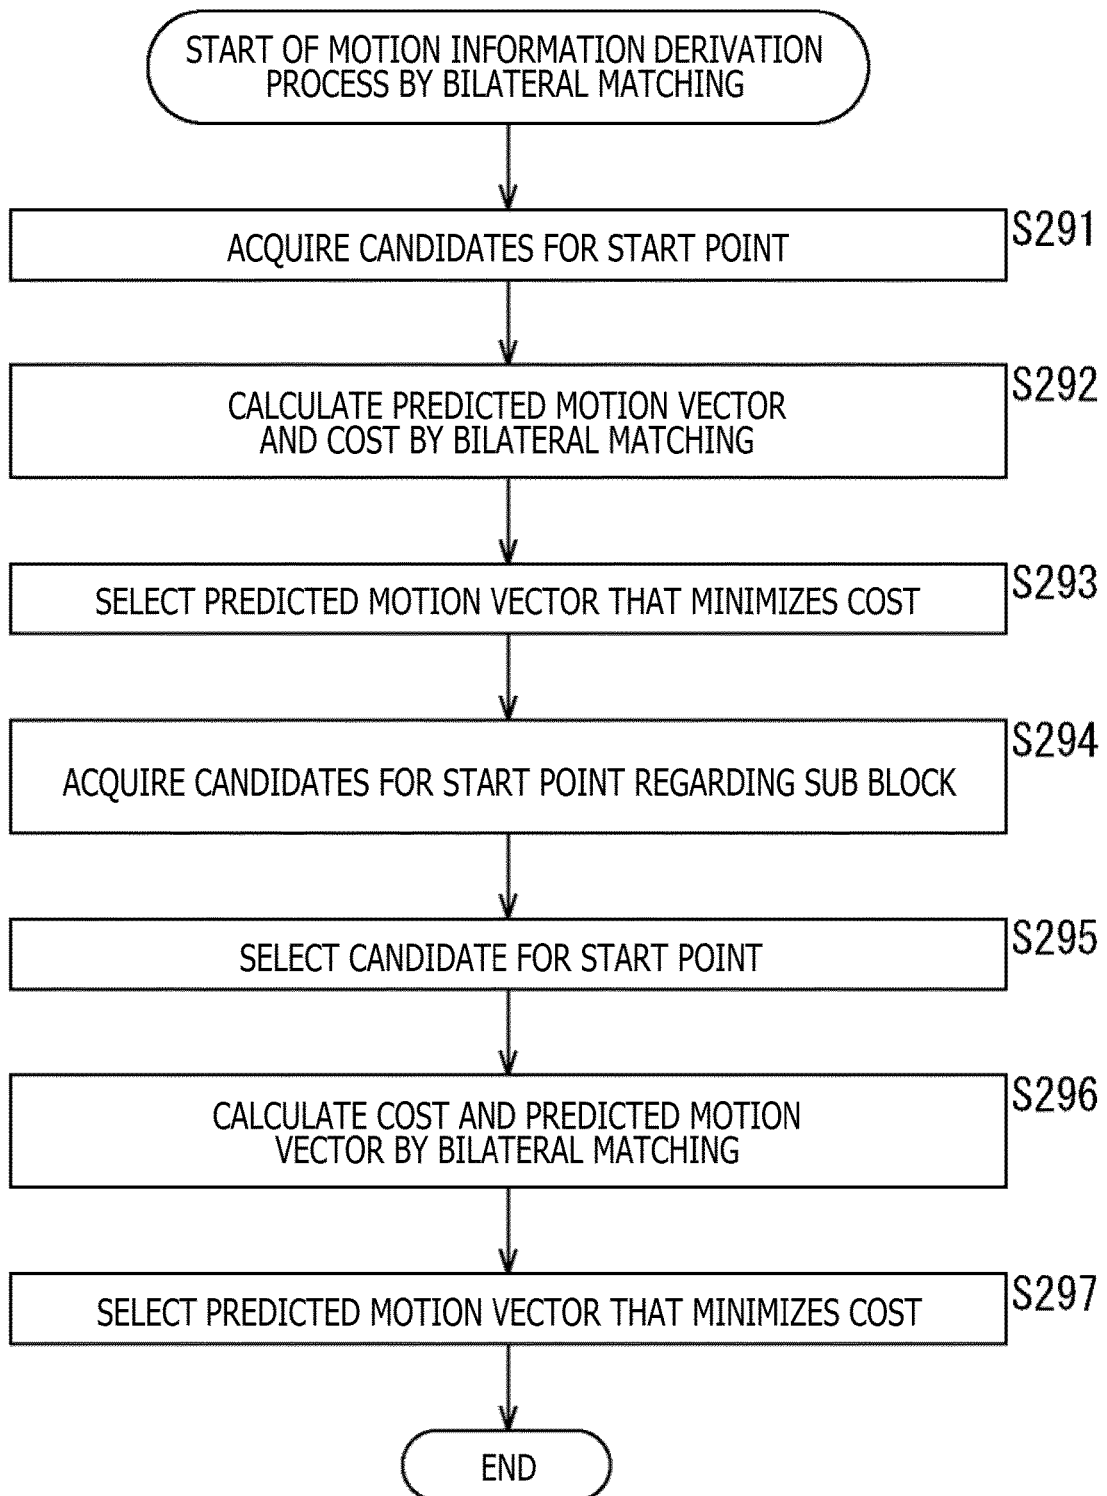 START OF MOTION INFORMATION DERIVATION
PROCESS BY BILATERAL MATCHING
S291
ACQUIRE CANDIDATES FOR START POINT
S292
CALCULATE PREDICTED MOTION VECTOR
AND COST BY BILATERAL MATCHING
S293
SELECT PREDICTED MOTION VECTOR THAT MINIMIZES COST
S294
ACQUIRE CANDIDATES FOR START POINT REGARDING SUB BLOCK
S295
SELECT CANDIDATE FOR START POINT
S296
CALCULATE COST AND PREDICTED MOTION
VECTOR BY BILATERAL MATCHING
S297
SELECT PREDICTED MOTION VECTOR THAT MINIMIZES COST
END